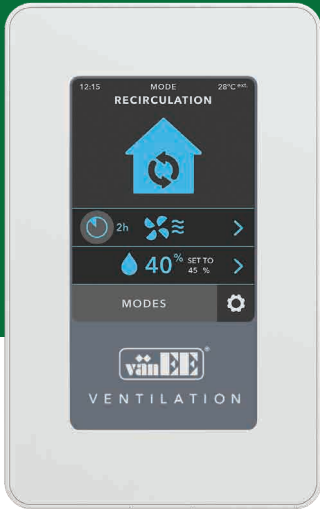 12:15 MODE 28°C ext.
RECIRCULATION
2h
40% SET TO 45 %
MODES
vänEE®
VENTILATION